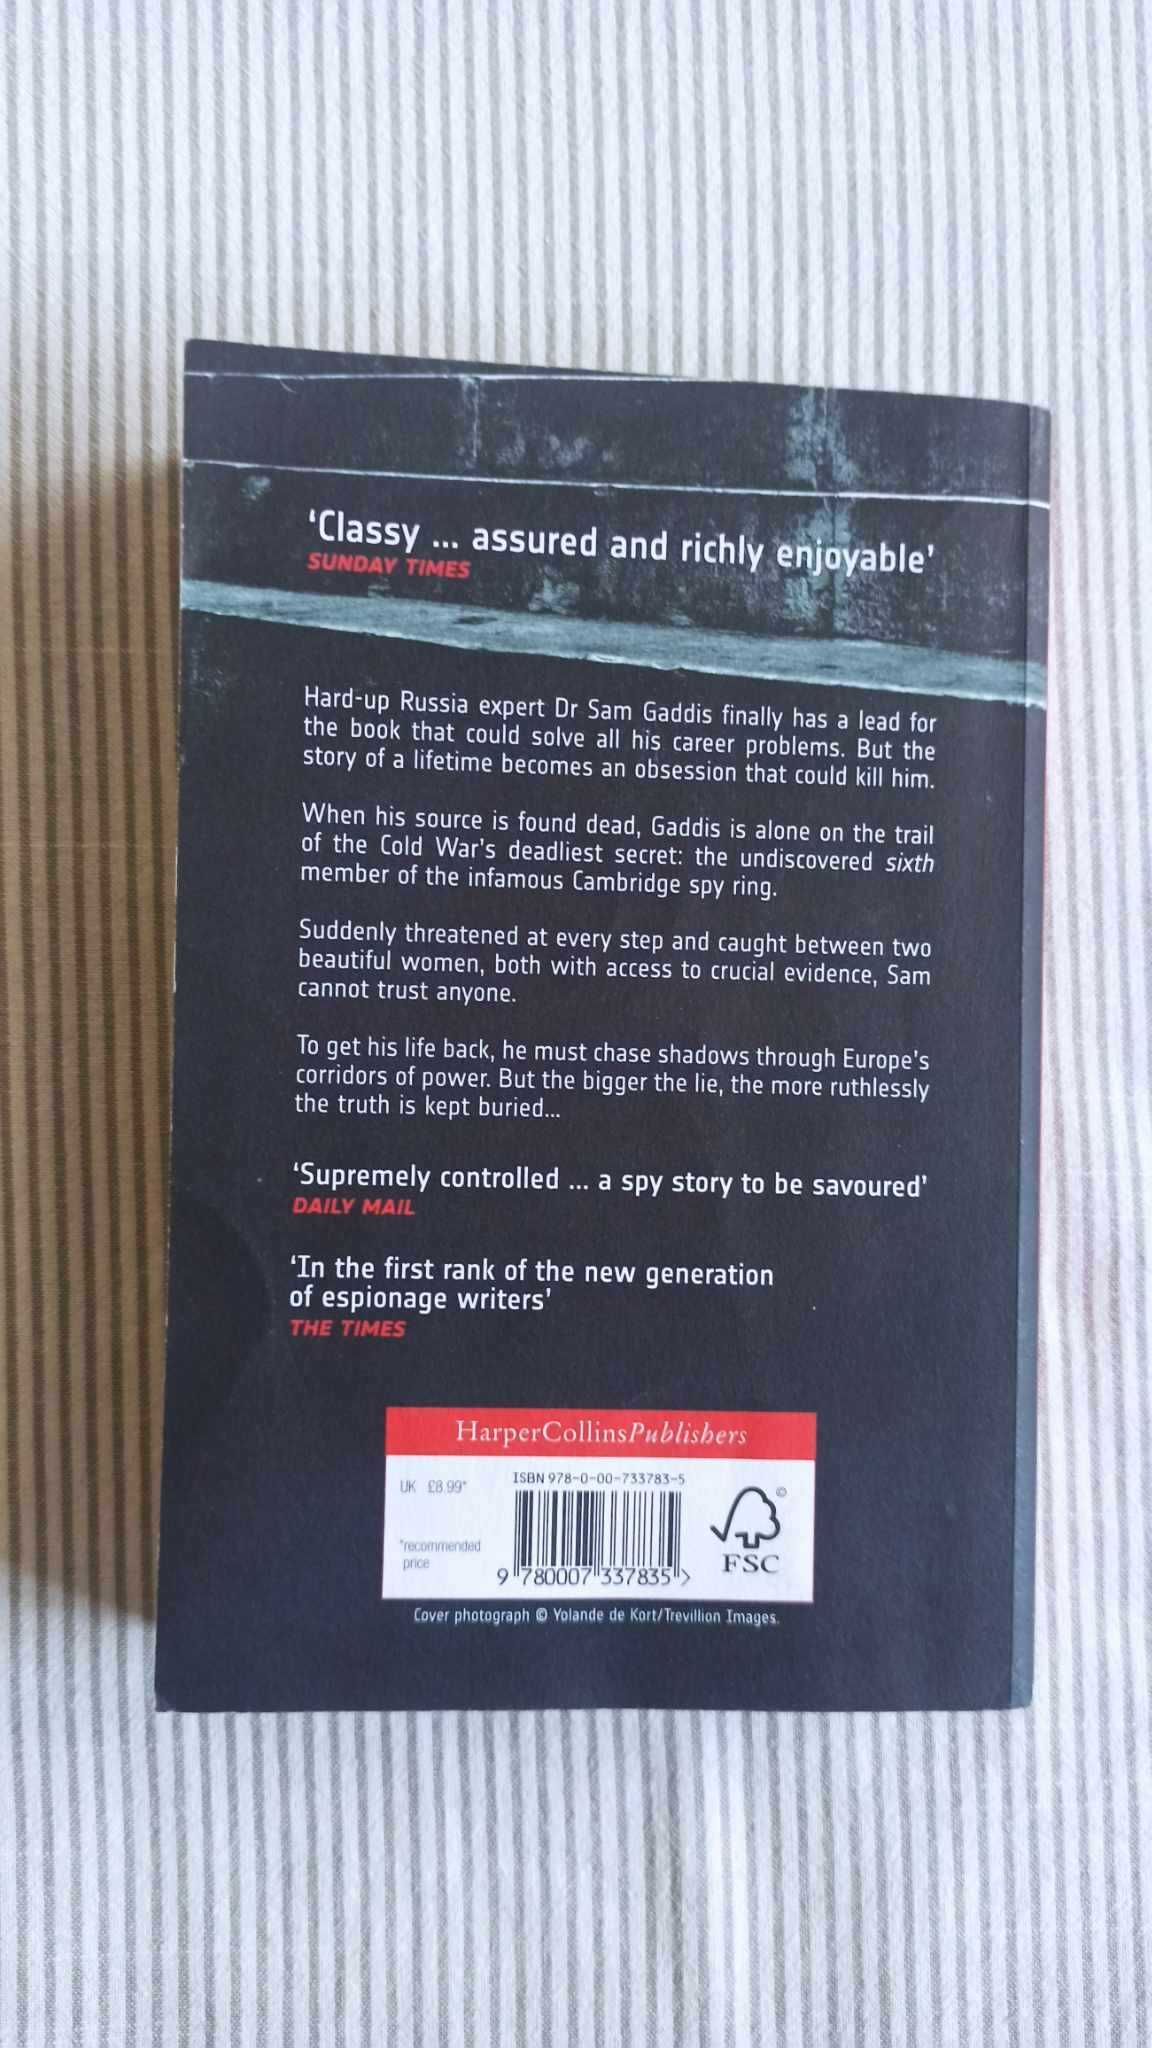 ‘Classy ... assured and richly enjoyable’
SUNDAY TIMES
Hard-up Russia expert Dr Sam Gaddis finally has a lead for
the book that could solve all his career problems. But the
story of a lifetime becomes an obsession that could kill him.
When his source is found dead, Gaddis is alone on the trail
of the Cold War’s deadliest secret: the undiscovered sixth
member of the infamous Cambridge spy ring.
Suddenly threatened at every step and caught between two
beautiful women, both with access to crucial evidence, Sam
cannot trust anyone.
To get his life back, he must chase shadows through Europe’s
corridors of power. But the bigger the lie, the more ruthlessly
the truth is kept buried...
‘Supremely controlled ... a spy story to be savoured’
DAILY MAIL
‘In the first rank of the new generation
of espionage writers’
THE TIMES
HarperCollinsPublishers
ISBN 978-0-00-733783-5
UK £8.99*
*recommended
price
9 780007 337835 >
©
FSC
Cover photograph © Yolande de Kort/Trevillion Images.